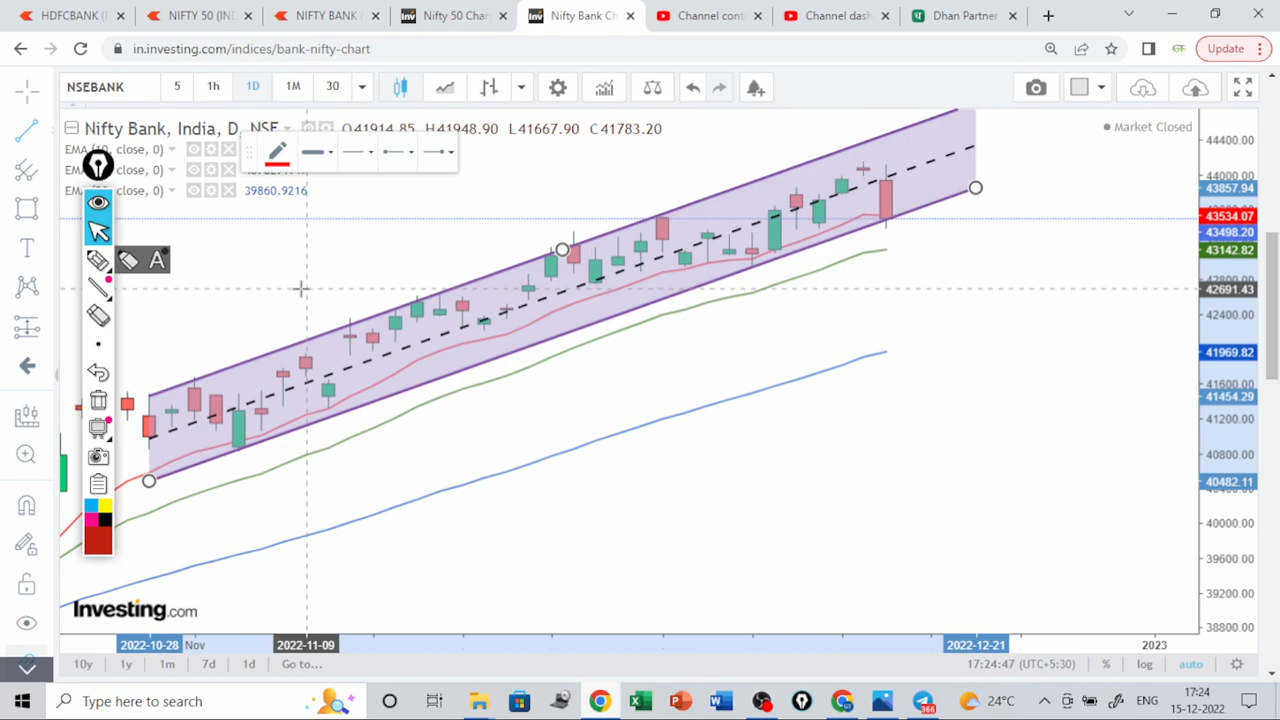 HDFCBANK (
NIFTY 50 (IND
NIFTY BANK (
Nifty 50 Char
Nifty Bank Ch
Channel cont
Channel dash
Dhan Partner
in.investing.com/indices/bank-nifty-chart
GT
Update
NSEBANK
5
1h
1D
1M
30
Nifty Bank, India, D, NSE
O41914.85 H41948.90 L41667.90 C41783.20
Market Closed
close, 0)
close, 0)
close, 0)
39860.9216
A
T
44400.00
44000.00
43857.94
43534.07
43498.20
43142.82
42691.43
42400.00
41969.82
41600.00
41454.29
41200.00
40800.00
40482.11
40000.00
39600.00
39200.00
38800.00
Investing.com
2022-10-28
Nov
2022-11-09
2022-12-21
2023
10y
1y
1m
7d
1d
Go to...
17:24:47 (UTC+5:30)
%
log
auto
Type here to search
366
24°C
ENG
17:24
15-12-2022